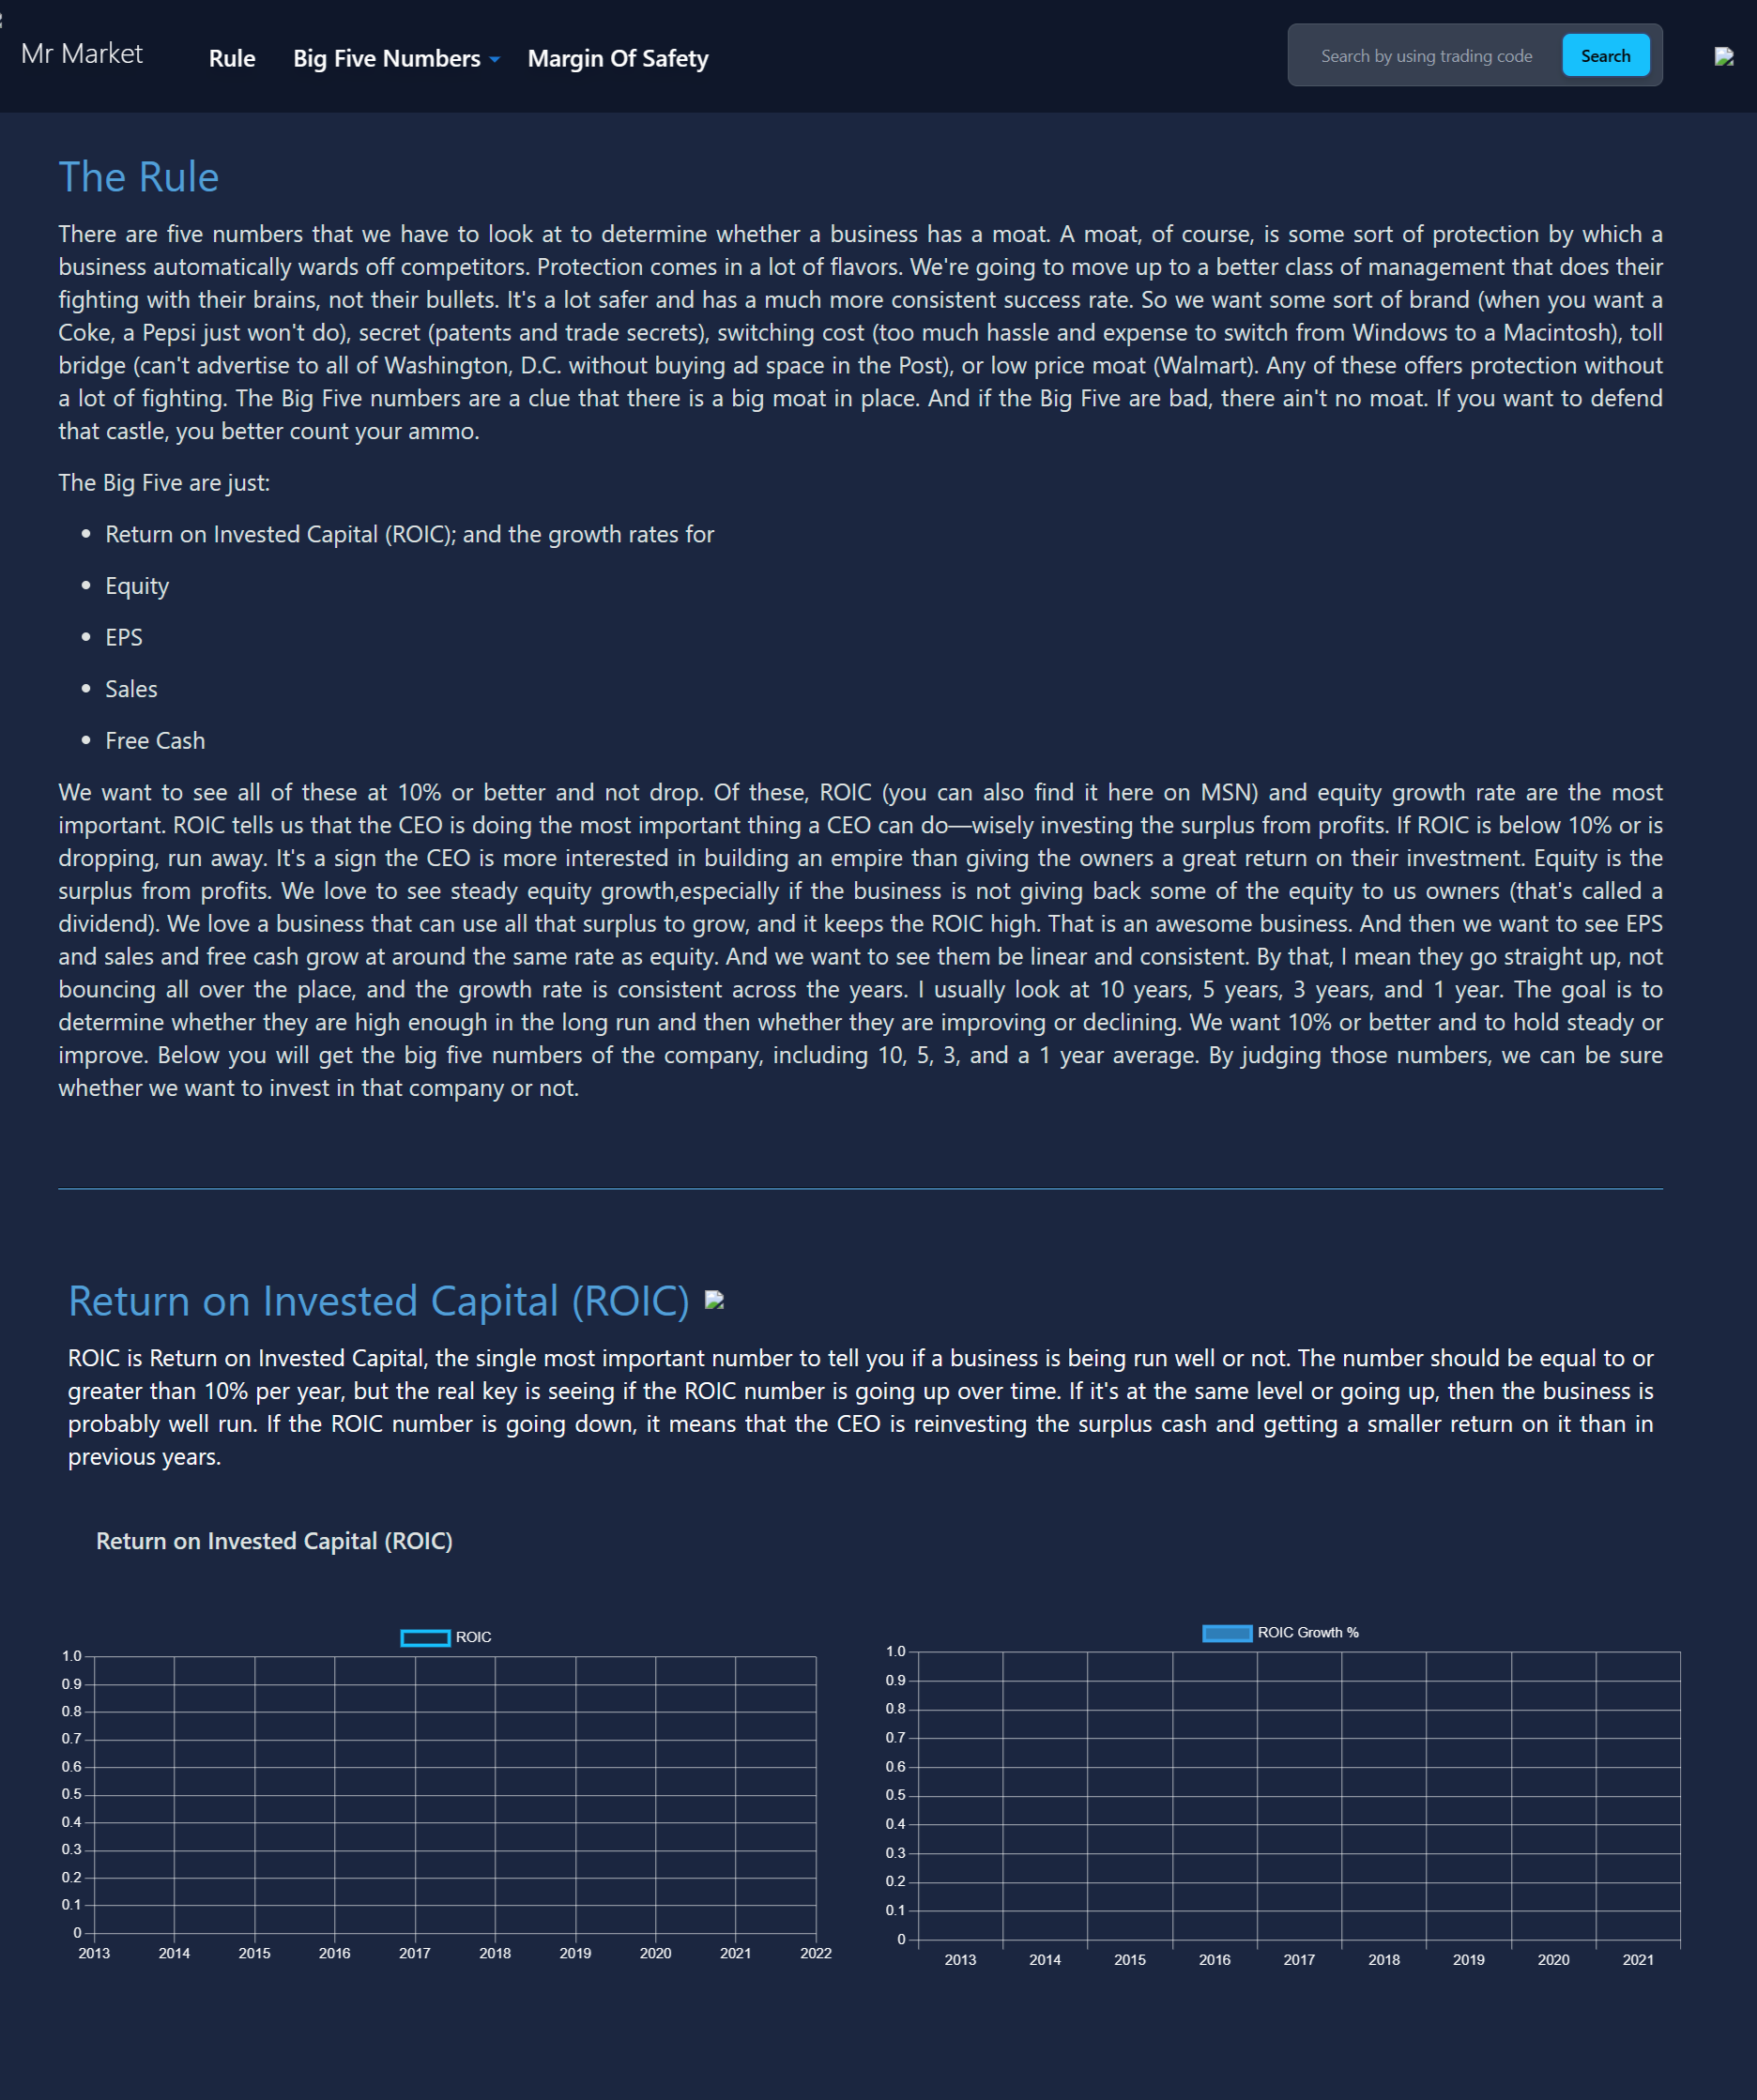 Mr Market
Rule
Big Five Numbers
Margin Of Safety
Search by using trading code
Search
The Rule
There are five numbers that we have to look at to determine whether a business has a moat. A moat, of course, is some sort of protection by which a
business automatically wards off competitors. Protection comes in a lot of flavors. We're going to move up to a better class of management that does their
fighting with their brains, not their bullets. It's a lot safer and has a much more consistent success rate. So we want some sort of brand (when you want a
Coke, a Pepsi just won't do), secret (patents and trade secrets), switching cost (too much hassle and expense to switch from Windows to a Macintosh), toll
bridge (can't advertise to all of Washington, D.C. without buying ad space in the Post), or low price moat (Walmart). Any of these offers protection without
a lot of fighting. The Big Five numbers are a clue that there is a big moat in place. And if the Big Five are bad, there ain't no moat. If you want to defend
that castle, you better count your ammo.
The Big Five are just:
• Return on Invested Capital (ROIC); and the growth rates for
• Equity
• EPS
• Sales
• Free Cash
We want to see all of these at 10% or better and not drop. Of these, ROIC (you can also find it here on MSN) and equity growth rate are the most
important. ROIC tells us that the CEO is doing the most important thing a CEO can do—wisely investing the surplus from profits. If ROIC is below 10% or is
dropping, run away. It's a sign the CEO is more interested in building an empire than giving the owners a great return on their investment. Equity is the
surplus from profits. We love to see steady equity growth,especially if the business is not giving back some of the equity to us owners (that's called a
dividend). We love a business that can use all that surplus to grow, and it keeps the ROIC high. That is an awesome business. And then we want to see EPS
and sales and free cash grow at around the same rate as equity. And we want to see them be linear and consistent. By that, I mean they go straight up, not
bouncing all over the place, and the growth rate is consistent across the years. I usually look at 10 years, 5 years, 3 years, and 1 year. The goal is to
determine whether they are high enough in the long run and then whether they are improving or declining. We want 10% or better and to hold steady or
improve. Below you will get the big five numbers of the company, including 10, 5, 3, and a 1 year average. By judging those numbers, we can be sure
whether we want to invest in that company or not.
Return on Invested Capital (ROIC)
ROIC is Return on Invested Capital, the single most important number to tell you if a business is being run well or not. The number should be equal to or
greater than 10% per year, but the real key is seeing if the ROIC number is going up over time. If it's at the same level or going up, then the business is
probably well run. If the ROIC number is going down, it means that the CEO is reinvesting the surplus cash and getting a smaller return on it than in
previous years.
Return on Invested Capital (ROIC)
ROIC
1.0
0.9
0.8
0.7
0.6
0.5
0.4
0.3
0.2
0.1
0
2013 2014 2015 2016 2017 2018 2019 2020 2021 2022
ROIC Growth %
1.0
0.9
0.8
0.7
0.6
0.5
0.4
0.3
0.2
0.1
0
2013 2014 2015 2016 2017 2018 2019 2020 2021